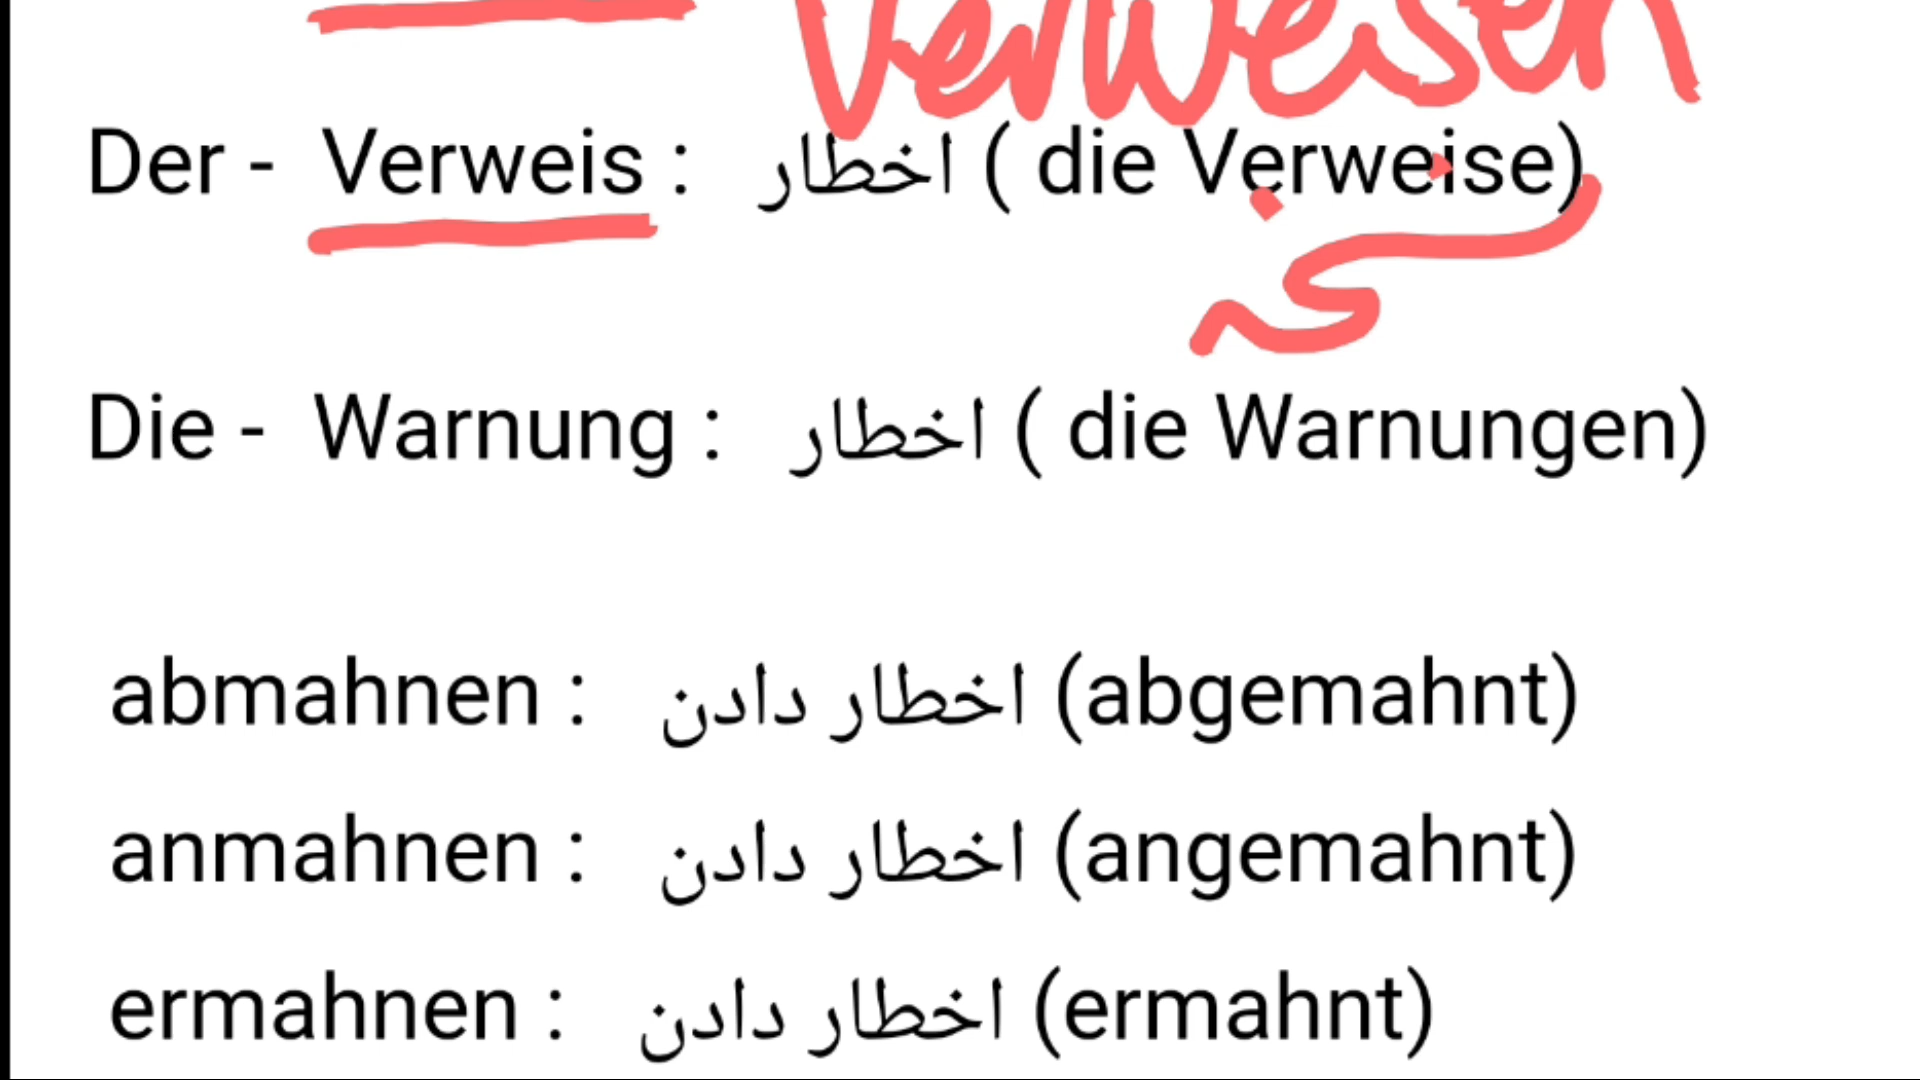 verweisen
Der - Verweis : اخطار ( die Verweise)
Die - Warnung : اخطار ( die Warnungen)
abmahnen : اخطار دادن (abgemahnt)
anmahnen : اخطار دادن (angemahnt)
ermahnen : اخطار دادن (ermahnt)